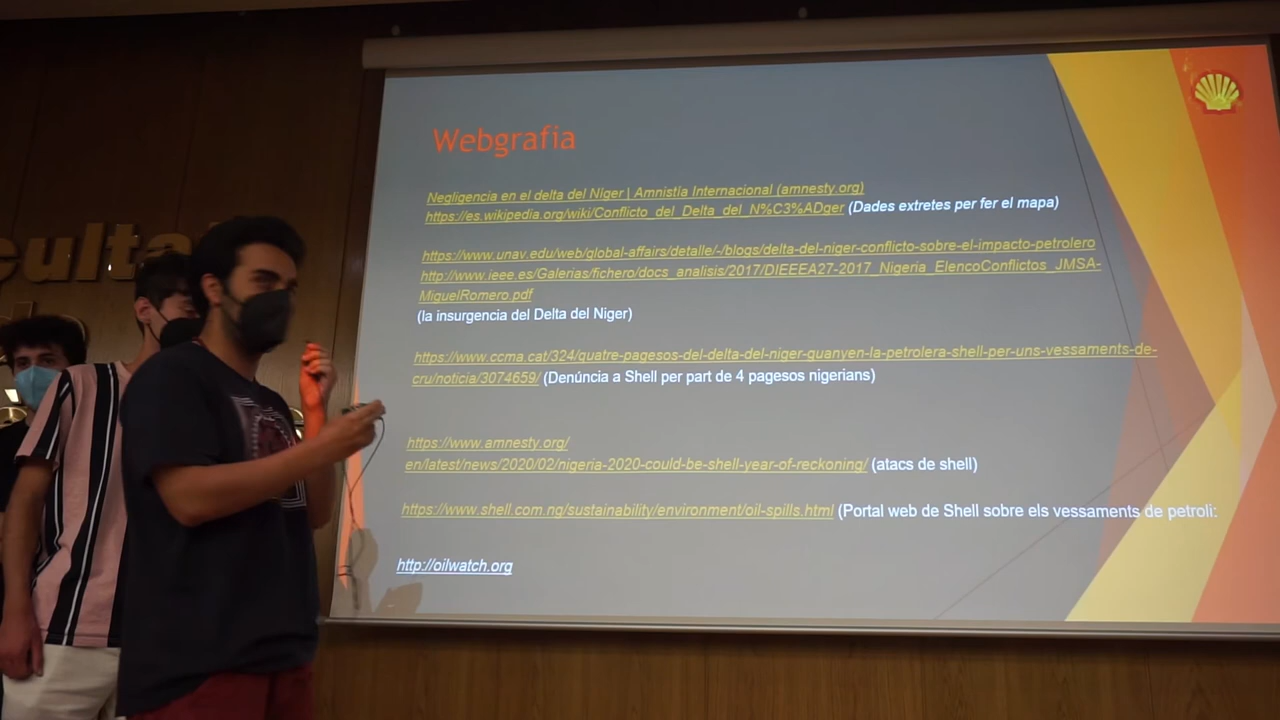 Webgrafia
Negligencia en el delta del Níger | Amnistía Internacional (amnesty.org)
https://es.wikipedia.org/wiki/Conflicto_del_Delta_del_N%C3%ADger (Dades extretes per fer el mapa)
https://www.unav.edu/web/global-affairs/detalle/-/blogs/delta-del-niger-conflicto-sobre-el-impacto-petrolero
http://www.ieee.es/Galerias/fichero/docs_analisis/2017/DIEEEA27-2017_Nigeria_ElencoConflictos_JMSA-
MiguelRomero.pdf
(la insurgencia del Delta del Niger)
https://www.ccma.cat/324/quatre-pagesos-del-delta-del-niger-guanyen-la-petrolera-shell-per-uns-vessaments-de-
cru/noticia/3074659/ (Denúncia a Shell per part de 4 pagesos nigerians)
https://www.amnesty.org/
en/latest/news/2020/02/nigeria-2020-could-be-shell-year-of-reckoning/ (atacs de shell)
https://www.shell.com.ng/sustainability/environment/oil-spills.html (Portal web de Shell sobre els vessaments de petroli:
http://oilwatch.org